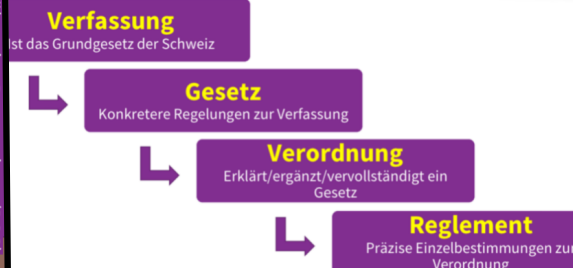 Verfassung
Ist das Grundgesetz der Schweiz
Gesetz
Konkretere Regelungen zur Verfassung
Verordnung
Erklärt/ergänzt/vervollständigt ein
Gesetz
Reglement
Präzise Einzelbestimmungen zur
Verordnung